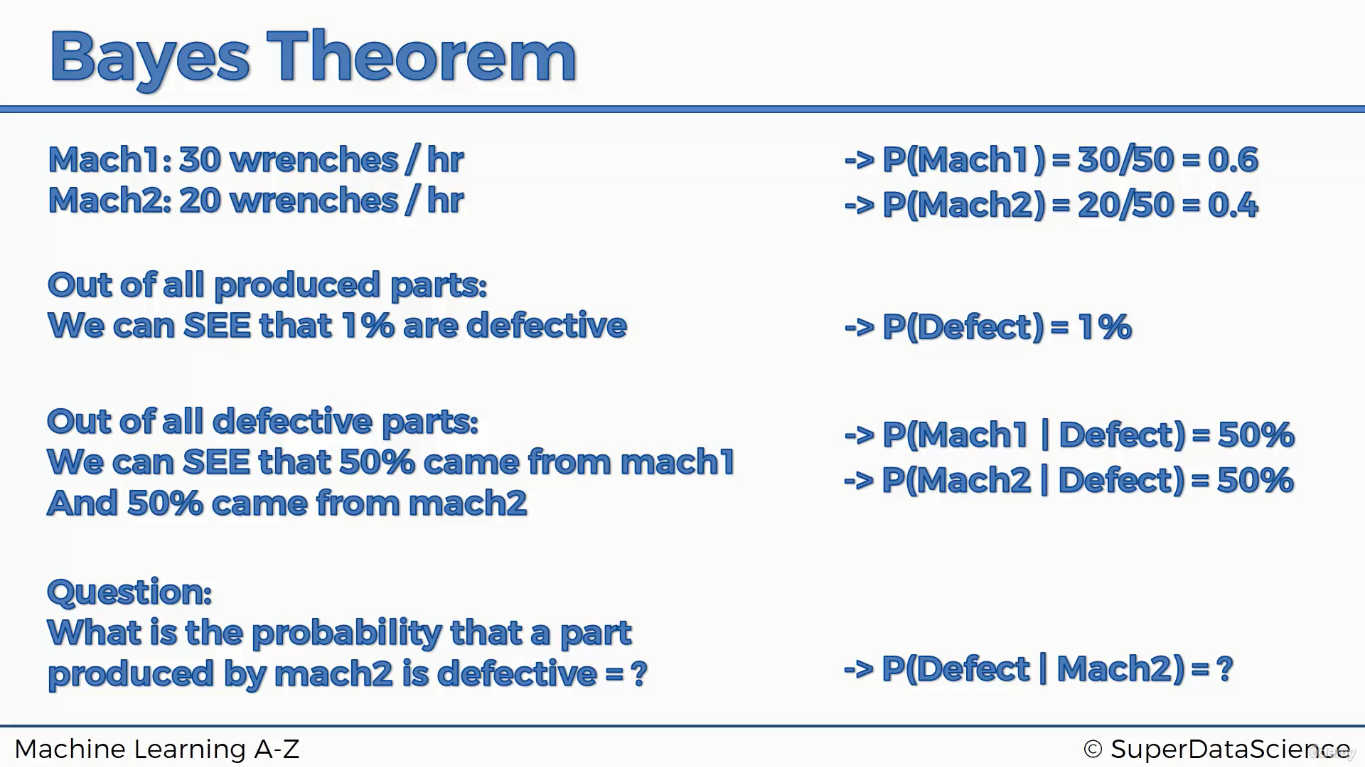 Bayes Theorem
Mach1: 30 wrenches / hr
Mach2: 20 wrenches / hr
-> P(Mach1) = 30/50 = 0.6
-> P(Mach2) = 20/50 = 0.4
Out of all produced parts:
We can SEE that 1% are defective
-> P(Defect) = 1%
Out of all defective parts:
We can SEE that 50% came from mach1
And 50% came from mach2
-> P(Mach1 | Defect) = 50%
-> P(Mach2 | Defect) = 50%
Question:
What is the probability that a part
produced by mach2 is defective = ?
-> P(Defect | Mach2) = ?
Machine Learning A-Z
© SuperDataScience